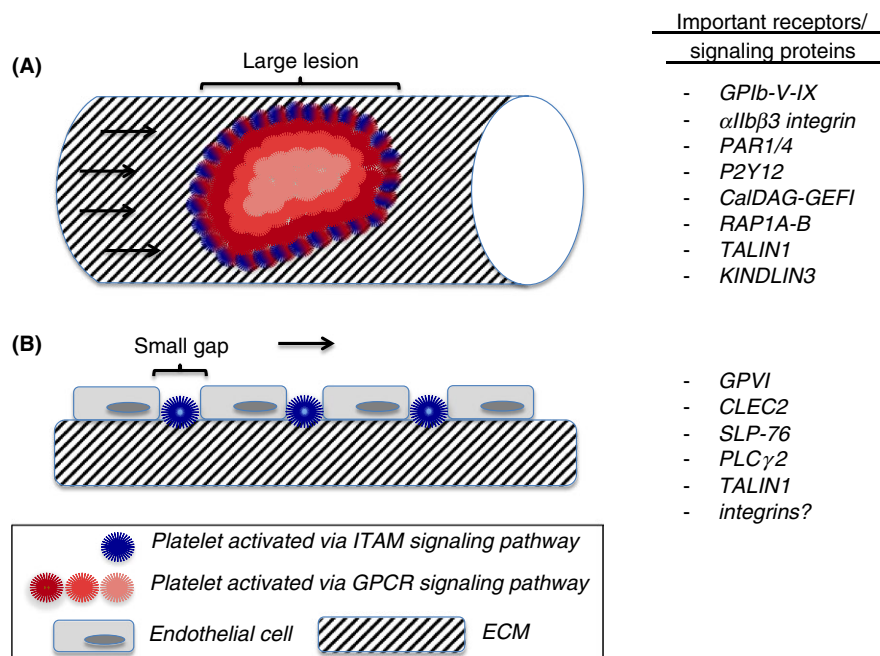 Important receptors/
signaling proteins
(A)
Large lesion
- GPIb-V-IX
- αIIbβ3 integrin
- PAR1/4
- P2Y12
- CalDAG-GEFI
- RAP1A-B
- TALIN1
- KINDLIN3
(B)
Small gap
- GPVI
- CLEC2
- SLP-76
- PLCγ2
- TALIN1
- integrins?
Platelet activated via ITAM signaling pathway
Platelet activated via GPCR signaling pathway
Endothelial cell
ECM